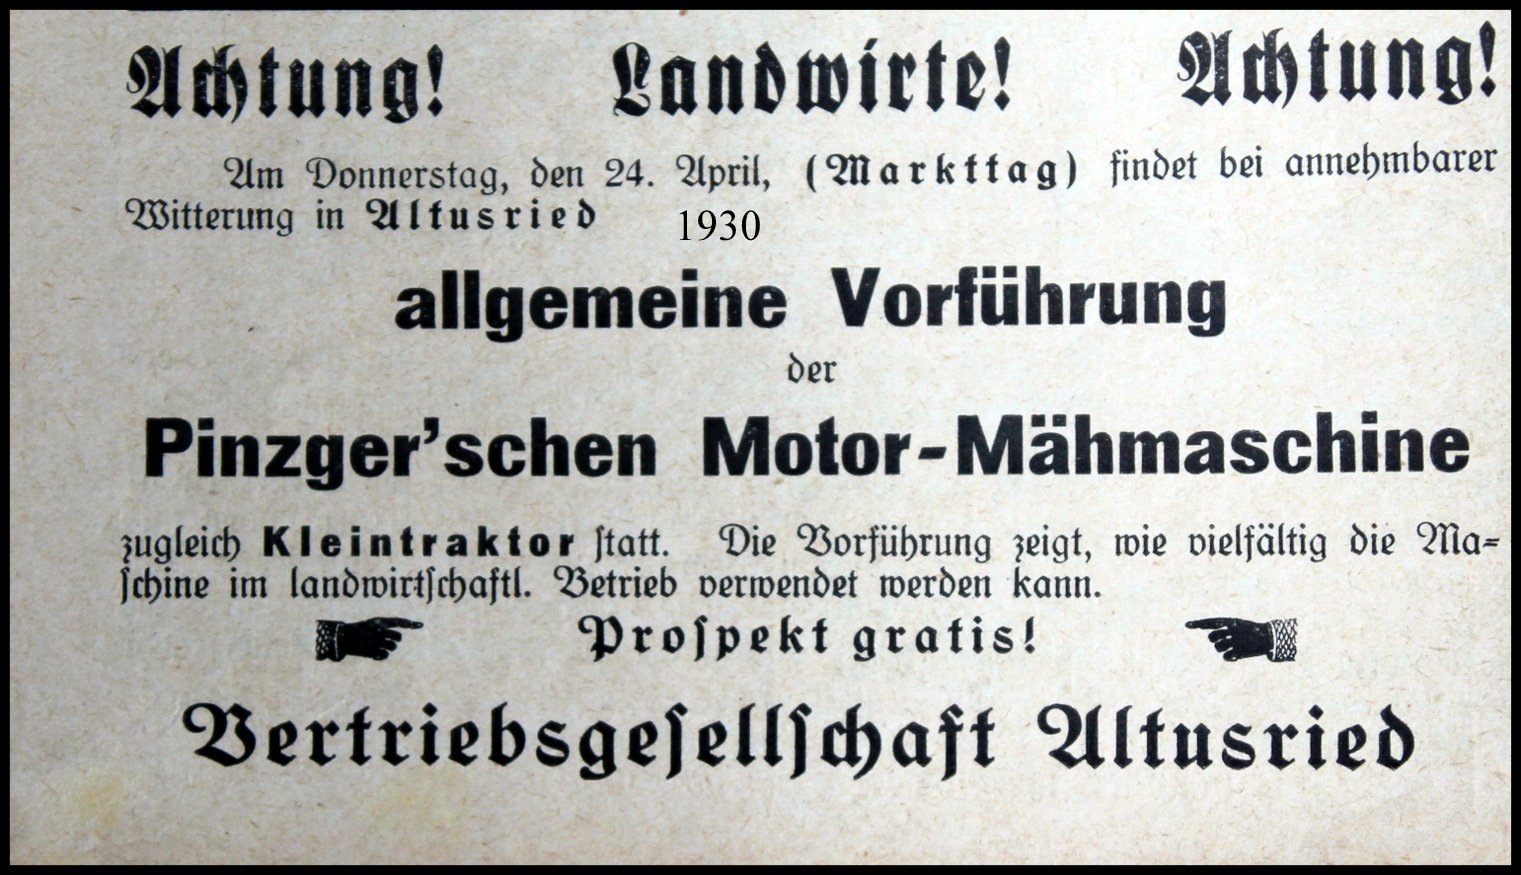 Achtung! Landwirte! Achtung!
Am Donnerstag, den 24. April, (Markttag) findet bei annehmbarer
Witterung in Altusried 1930
allgemeine Vorführung
der
Pinzger'schen Motor-Mähmaschine
zugleich Kleintraktor statt. Die Vorführung zeigt, wie vielfältig die Ma-
schine im landwirtschaftl. Betrieb verwendet werden kann.
Prospekt gratis!
Vertriebsgesellschaft Altusried